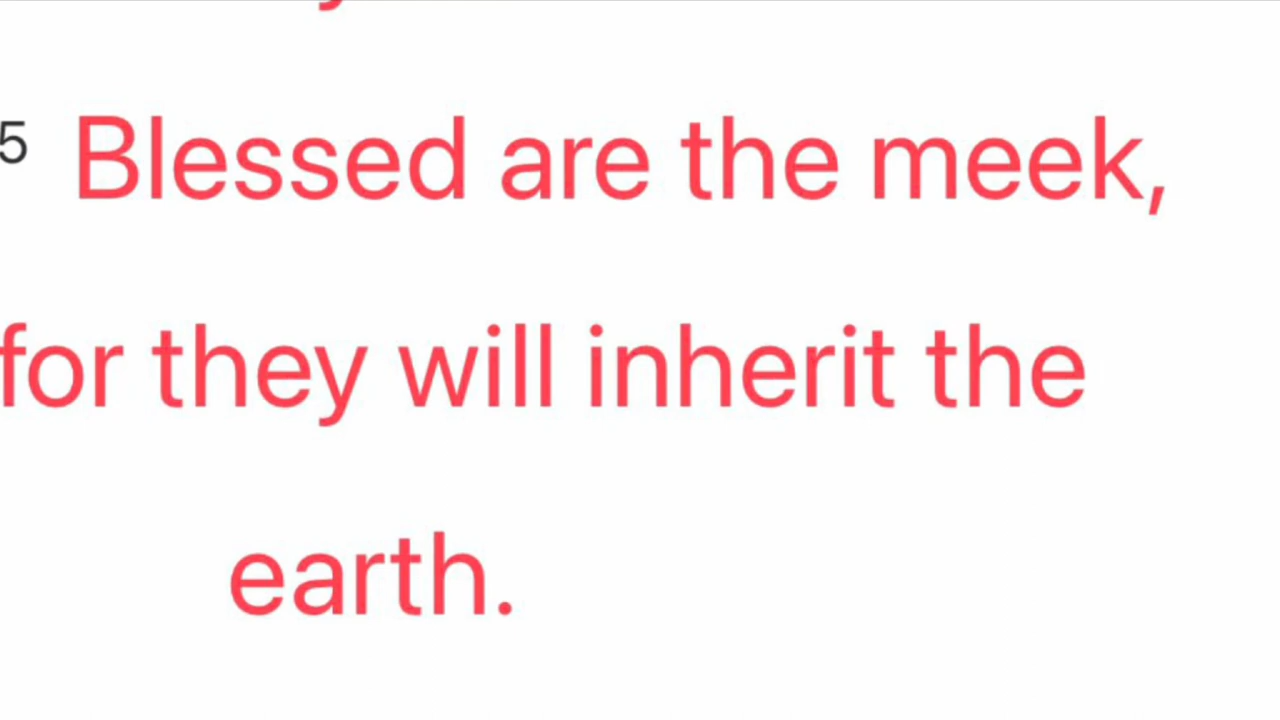 5 Blessed are the meek,
for they will inherit the
earth.